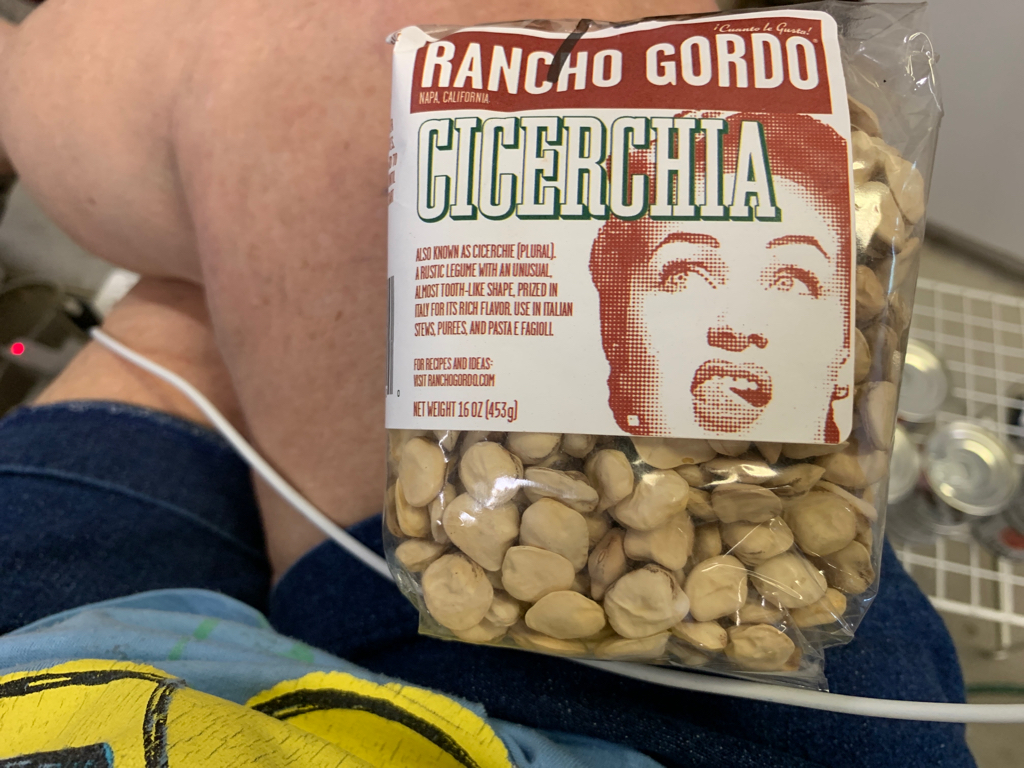 ¡Cuanto le Gusta!
RANCHO GORDO®
NAPA, CALIFORNIA
CICERCHIA
ALSO KNOWN AS CICERCHIE (PLURAL).
A RUSTIC LEGUME WITH AN UNUSUAL,
ALMOST TOOTH-LIKE SHAPE, PRIZED IN
ITALY FOR ITS RICH FLAVOR. USE IN ITALIAN
STEWS, PUREES, AND PASTA E FAGIOLI.
FOR RECIPES AND IDEAS:
VISIT RANCHOGORDO.COM
NET WEIGHT 16 OZ (453g)